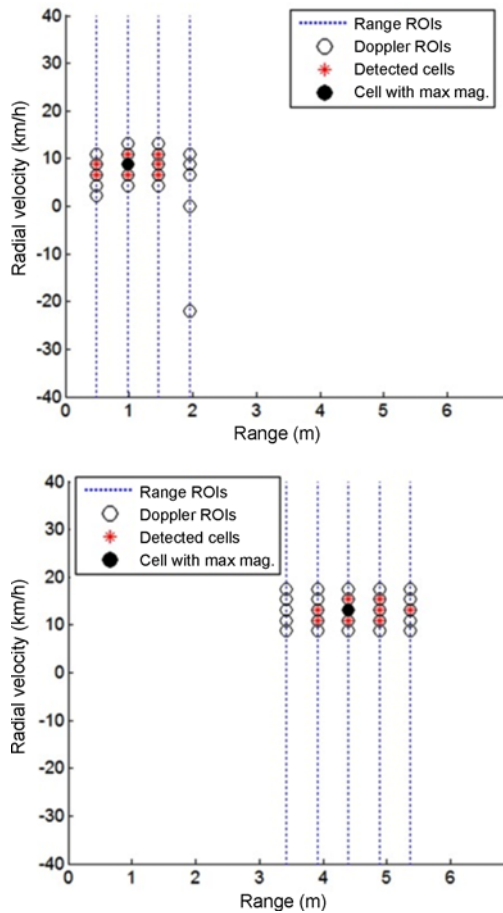 40
30
20
10
0
-10
-20
-30
-40
Radial velocity (km/h)
Range ROIs
Doppler ROIs
Detected cells
Cell with max mag.
0 1 2 3 4 5 6
Range (m)
40
30
20
10
0
-10
-20
-30
-40
Radial velocity (km/h)
Range ROIs
Doppler ROIs
Detected cells
Cell with max mag.
0 1 2 3 4 5 6
Range (m)